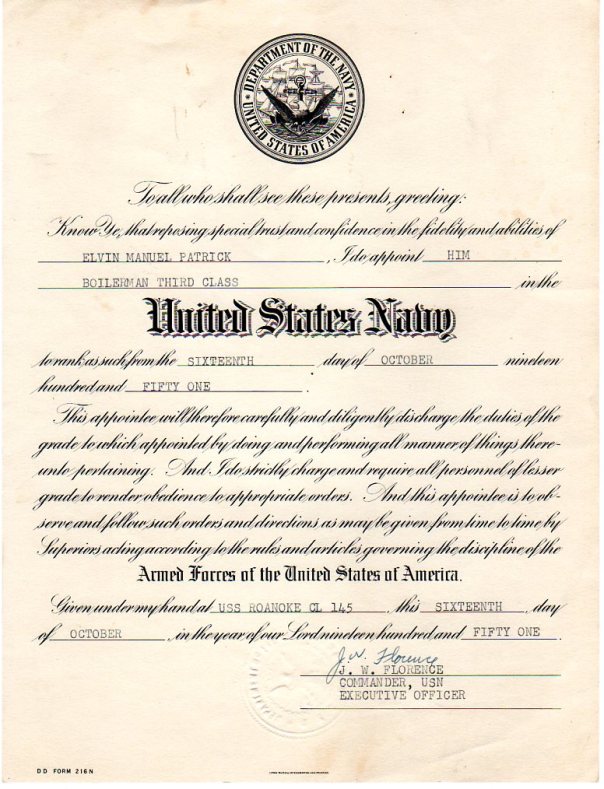 DEPARTMENT OF THE NAVY
UNITED STATES OF AMERICA
To all who shall see these presents, greeting:
Know Ye, that reposing special trust and confidence in the fidelity and abilities of
ELVIN MANUEL PATRICK , I do appoint HIM
BOILERMAN THIRD CLASS in the
United States Navy
to rank as such from the SIXTEENTH day of OCTOBER nineteen
hundred and FIFTY ONE .
This appointee will therefore carefully and diligently discharge the duties of the
grade to which appointed by doing and performing all manner of things there-
unto pertaining. And I do strictly charge and require all personnel of lesser
grade to render obedience to appropriate orders. And this appointee is to ob-
serve and follow such orders and directions as may be given from time to time by
Superiors acting according to the rules and articles governing the discipline of the
Armed Forces of the United States of America.
Given under my hand at USS ROANOKE CL 145 , this SIXTEENTH , day
of OCTOBER , in the year of our Lord nineteen hundred and FIFTY ONE .
J. W. Florence
J. W. FLORENCE
COMMANDER, USN
EXECUTIVE OFFICER
DD FORM 216N